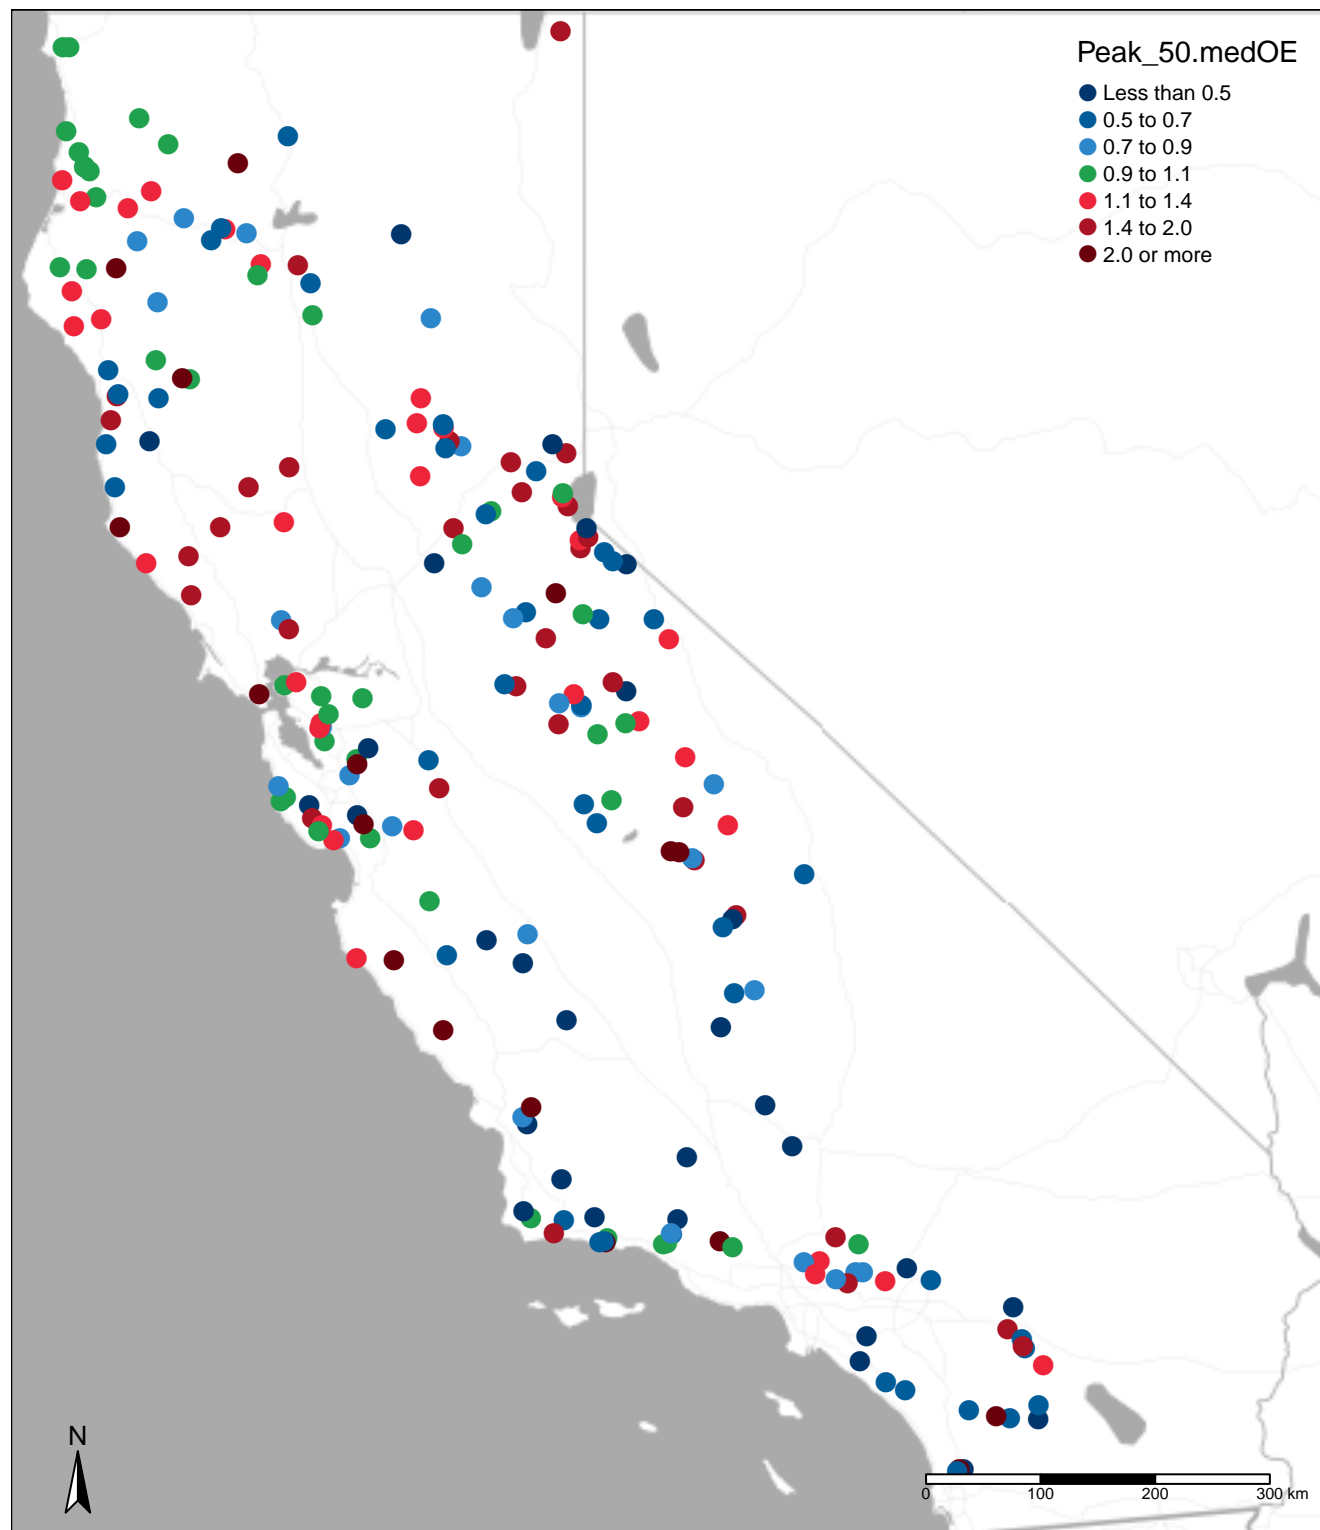 Peak_50.medOE
Less than 0.5
0.5 to 0.7
0.7 to 0.9
0.9 to 1.1
1.1 to 1.4
1.4 to 2.0
2.0 or more
N
0 100 200 300 km